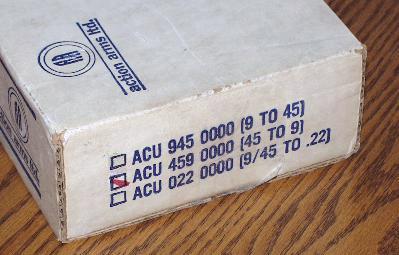 action arms ltd.
ACU 945 0000 (9 TO 45)
ACU 459 0000 (45 TO 9)
ACU 022 0000 (9/45 TO .22)